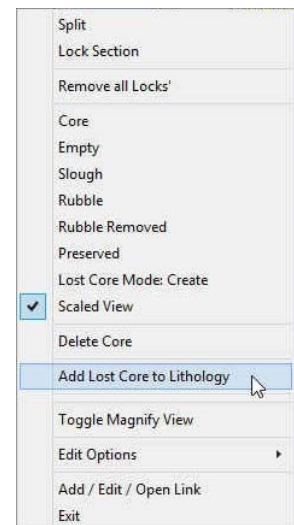 Split
Lock Section
Remove all Locks'
Core
Empty
Slough
Rubble
Rubble Removed
Preserved
Lost Core Mode: Create
Scaled View
Delete Core
Add Lost Core to Lithology
Toggle Magnify View
Edit Options
Add / Edit / Open Link
Exit